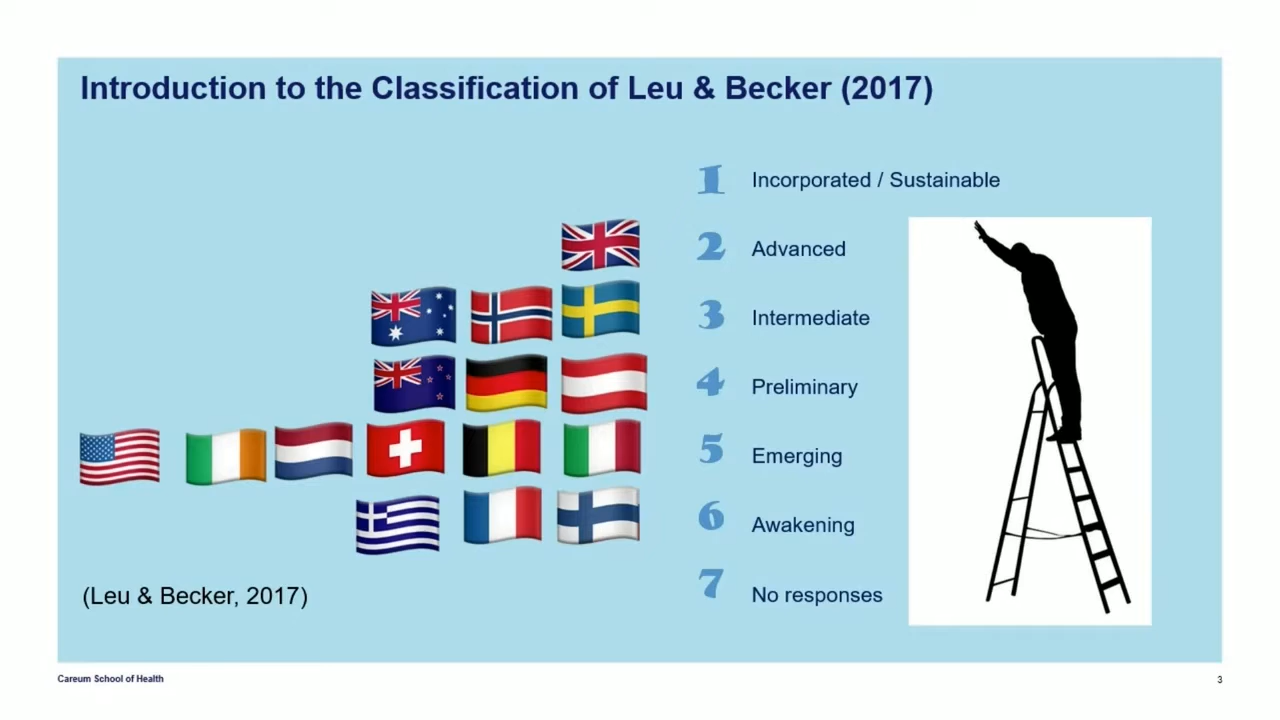 Introduction to the Classification of Leu & Becker (2017)
1 Incorporated / Sustainable
2 Advanced
3 Intermediate
4 Preliminary
5 Emerging
6 Awakening
7 No responses
(Leu & Becker, 2017)
Careum School of Health
3